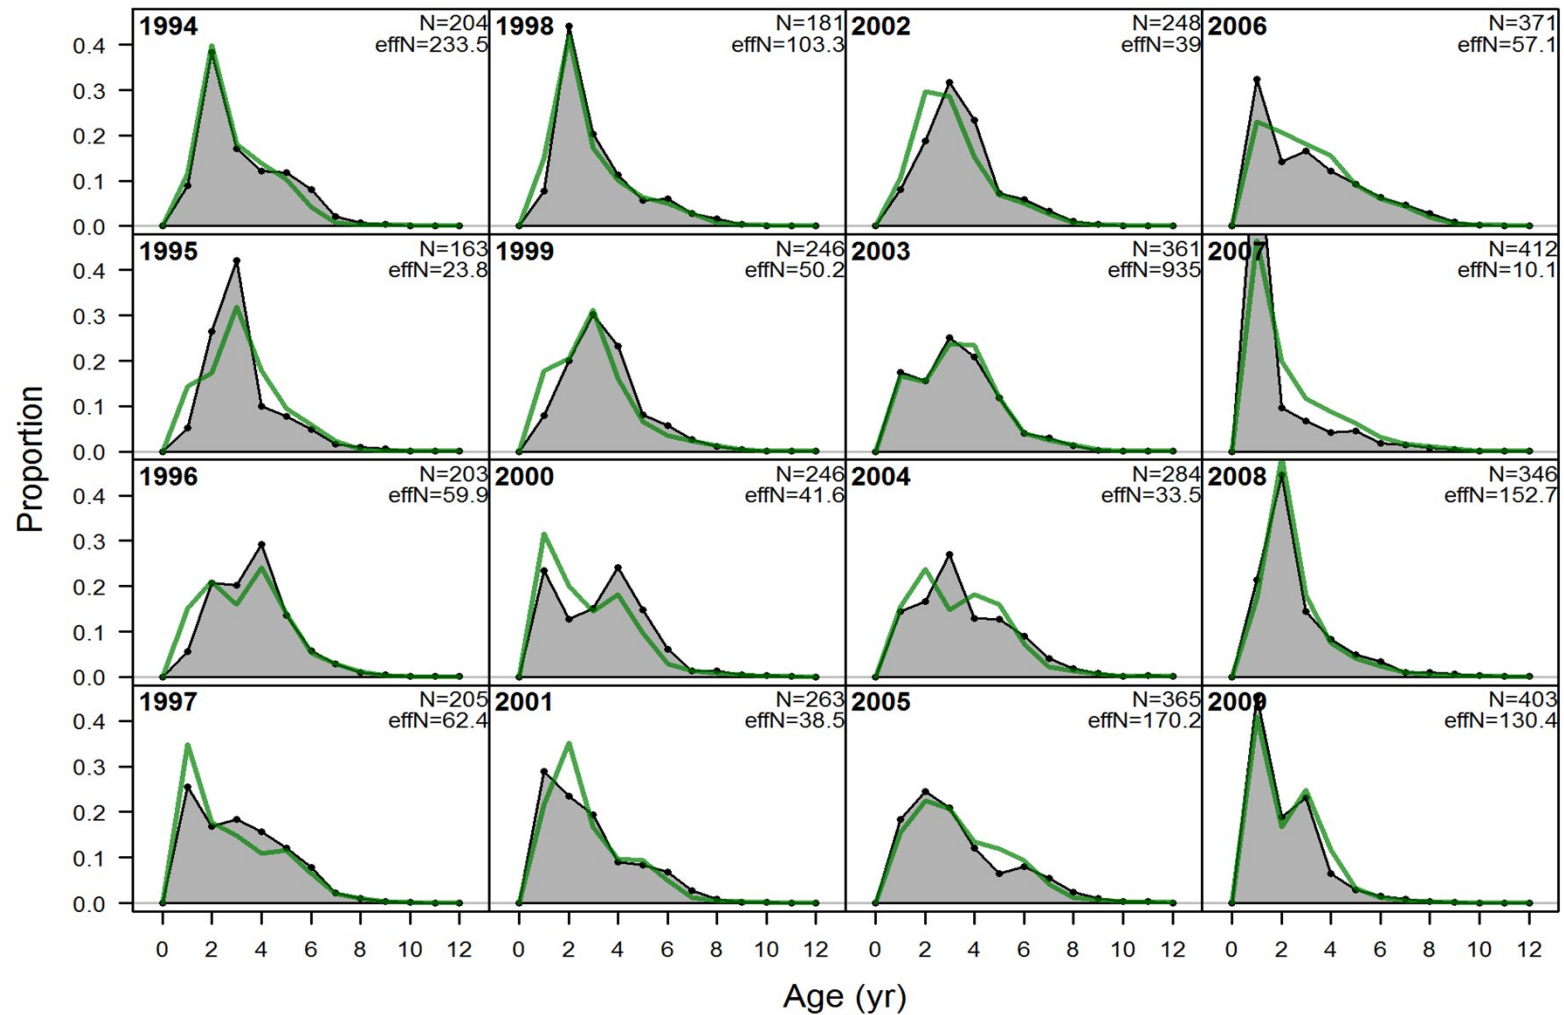 1994 N=204
effN=233.5
1998 N=181
effN=103.3
2002 N=248
effN=39
2006 N=371
effN=57.1
0.4
0.3
0.2
0.1
0.0
1995 N=163
effN=23.8
1999 N=246
effN=50.2
2003 N=361
effN=935
2007 N=412
effN=10.1
0.4
0.3
0.2
0.1
0.0
1996 N=203
effN=59.9
2000 N=246
effN=41.6
2004 N=284
effN=33.5
2008 N=346
effN=152.7
0.4
0.3
0.2
0.1
0.0
1997 N=205
effN=62.4
2001 N=263
effN=38.5
2005 N=365
effN=170.2
2009 N=403
effN=130.4
0.4
0.3
0.2
0.1
0.0
Proportion
0 2 4 6 8 10 12 0 2 4 6 8 10 12 0 2 4 6 8 10 12 0 2 4 6 8 10 12
Age (yr)